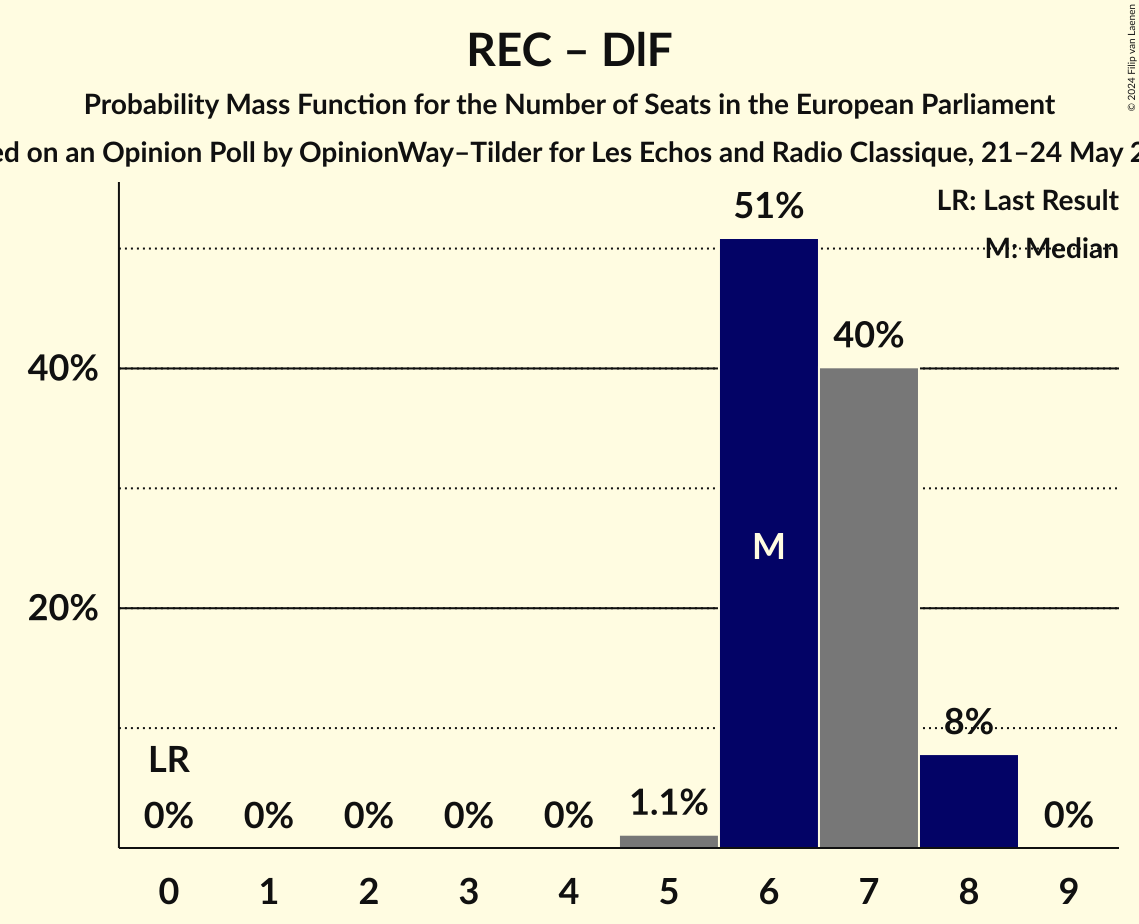 REC – DlF
Probability Mass Function for the Number of Seats in the European Parliament
on an Opinion Poll by OpinionWay–Tilder for Les Echos and Radio Classique, 21–24 May
© 2024 Filip van Laenen
LR: Last Result
M: Median
51%
40%
40%
M
20%
8%
LR
0% 0% 0% 0% 0% 1.1% 0%
0 1 2 3 4 5 6 7 8 9